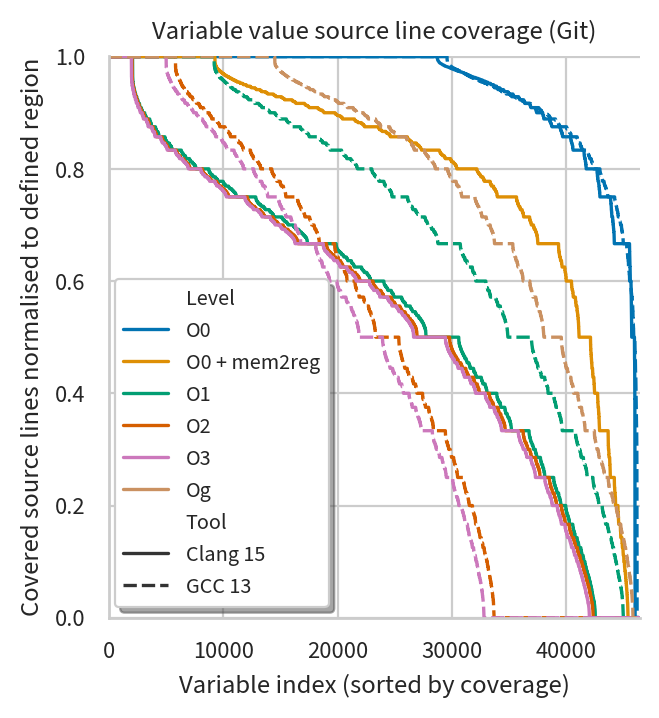 Variable value source line coverage (Git)
Covered source lines normalised to defined region
1.0
0.8
0.6
0.4
0.2
0.0
Level
O0
O0 + mem2reg
O1
O2
O3
Og
Tool
Clang 15
GCC 13
0 10000 20000 30000 40000
Variable index (sorted by coverage)